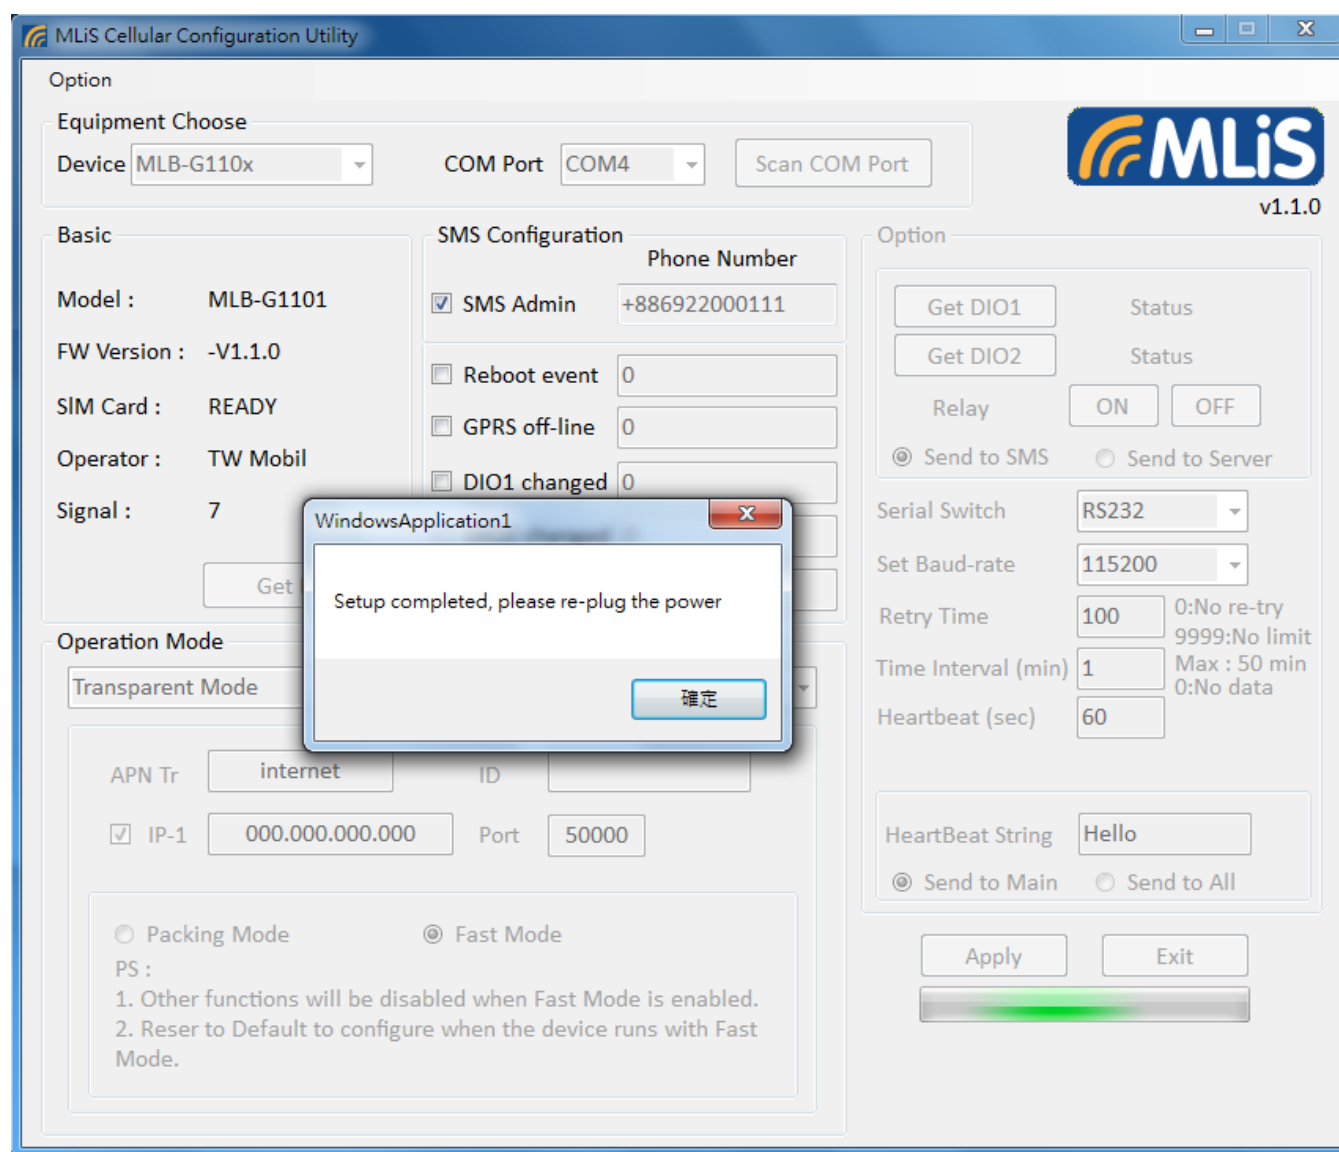 MLiS Cellular Configuration Utility
Option
Equipment Choose
Device MLB-G110x COM Port COM4 Scan COM Port
MLiS
v1.1.0
Basic
Model : MLB-G1101
FW Version : -V1.1.0
SIM Card : READY
Operator : TW Mobil
Signal : 7
Get
SMS Configuration
Phone Number
SMS Admin +886922000111
Reboot event 0
GPRS off-line 0
DIO1 changed 0
Option
Get DIO1 Status
Get DIO2 Status
Relay ON OFF
Send to SMS Send to Server
Serial Switch RS232
Set Baud-rate 115200
Retry Time 100 0:No re-try
9999:No limit
Time Interval (min) 1 Max : 50 min
0:No data
Heartbeat (sec) 60
HeartBeat String Hello
Send to Main Send to All
Apply Exit
WindowsApplication1
Setup completed, please re-plug the power
確定
Operation Mode
Transparent Mode
APN Tr internet ID
IP-1 000.000.000.000 Port 50000
Packing Mode Fast Mode
PS :
1. Other functions will be disabled when Fast Mode is enabled.
2. Reser to Default to configure when the device runs with Fast
Mode.